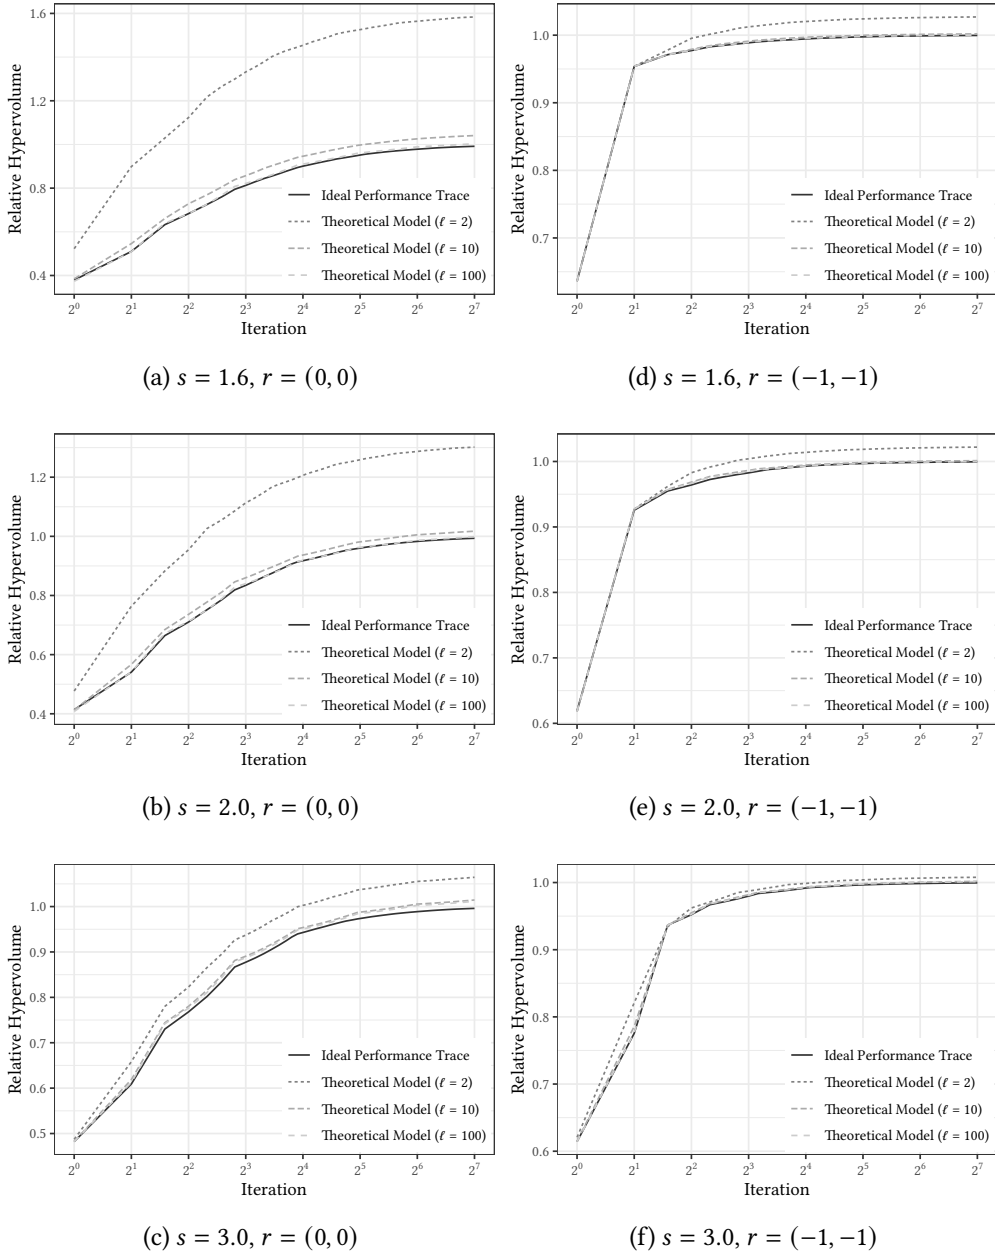 Relative Hypervolume
1.6
1.2
0.8
0.4
Ideal Performance Trace
Theoretical Model (ℓ = 2)
Theoretical Model (ℓ = 10)
Theoretical Model (ℓ = 100)
2⁰ 2¹ 2² 2³ 2⁴ 2⁵ 2⁶ 2⁷
Iteration
(a) s = 1.6, r = (0, 0)
Relative Hypervolume
1.0
0.9
0.8
0.7
Ideal Performance Trace
Theoretical Model (ℓ = 2)
Theoretical Model (ℓ = 10)
Theoretical Model (ℓ = 100)
2⁰ 2¹ 2² 2³ 2⁴ 2⁵ 2⁶ 2⁷
Iteration
(d) s = 1.6, r = (−1, −1)
Relative Hypervolume
1.2
1.0
0.8
0.6
0.4
Ideal Performance Trace
Theoretical Model (ℓ = 2)
Theoretical Model (ℓ = 10)
Theoretical Model (ℓ = 100)
2⁰ 2¹ 2² 2³ 2⁴ 2⁵ 2⁶ 2⁷
Iteration
(b) s = 2.0, r = (0, 0)
Relative Hypervolume
1.0
0.9
0.8
0.7
0.6
Ideal Performance Trace
Theoretical Model (ℓ = 2)
Theoretical Model (ℓ = 10)
Theoretical Model (ℓ = 100)
2⁰ 2¹ 2² 2³ 2⁴ 2⁵ 2⁶ 2⁷
Iteration
(e) s = 2.0, r = (−1, −1)
Relative Hypervolume
1.0
0.9
0.8
0.7
0.6
0.5
Ideal Performance Trace
Theoretical Model (ℓ = 2)
Theoretical Model (ℓ = 10)
Theoretical Model (ℓ = 100)
2⁰ 2¹ 2² 2³ 2⁴ 2⁵ 2⁶ 2⁷
Iteration
(c) s = 3.0, r = (0, 0)
Relative Hypervolume
1.0
0.9
0.8
0.7
0.6
Ideal Performance Trace
Theoretical Model (ℓ = 2)
Theoretical Model (ℓ = 10)
Theoretical Model (ℓ = 100)
2⁰ 2¹ 2² 2³ 2⁴ 2⁵ 2⁶ 2⁷
Iteration
(f) s = 3.0, r = (−1, −1)